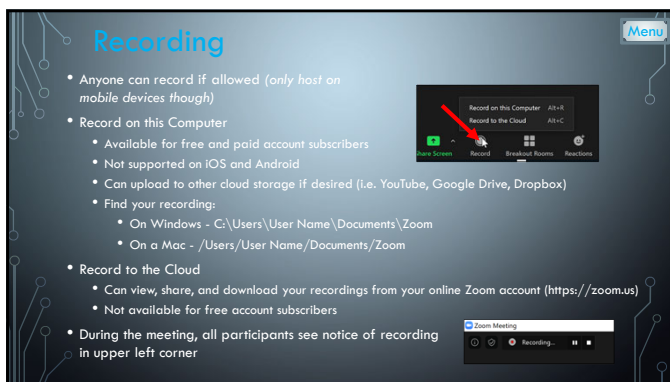 Menu
Recording
• Anyone can record if allowed (only host on
mobile devices though)
• Record on this Computer
• Available for free and paid account subscribers
• Not supported on iOS and Android
• Can upload to other cloud storage if desired (i.e. YouTube, Google Drive, Dropbox)
• Find your recording:
• On Windows - C:\Users\User Name\Documents\Zoom
• On a Mac - /Users/User Name/Documents/Zoom
• Record to the Cloud
• Can view, share, and download your recordings from your online Zoom account (https://zoom.us)
• Not available for free account subscribers
• During the meeting, all participants see notice of recording
in upper left corner
Record on this Computer Alt+R
Record to the Cloud Alt+C
Share Screen Record Breakout Rooms Reactions
Zoom Meeting
Recording...